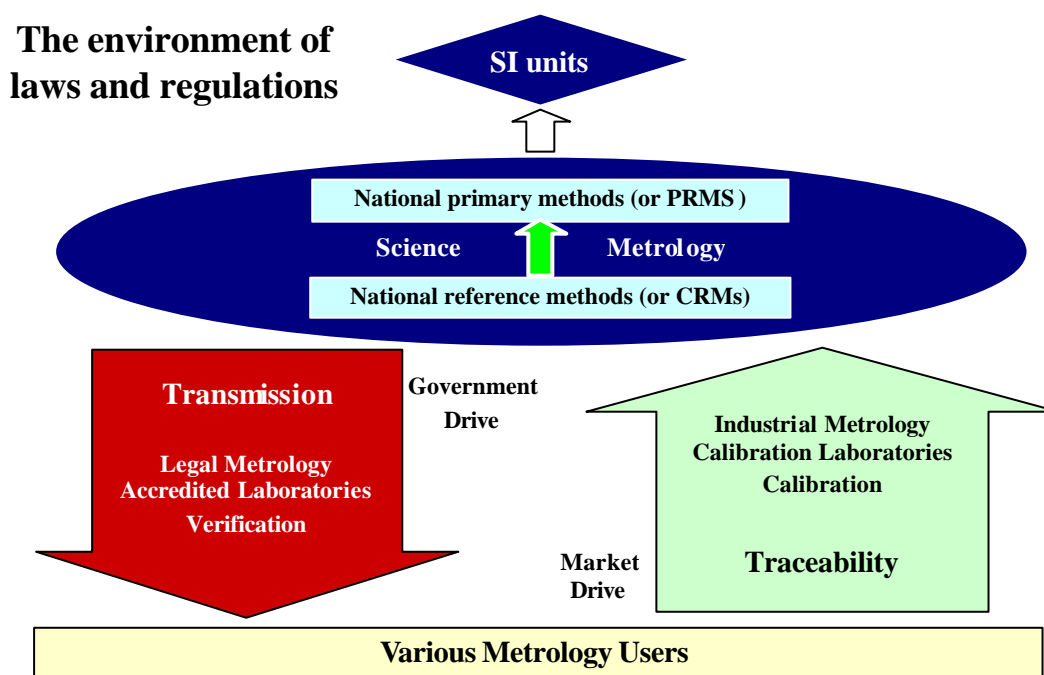 The environment of
laws and regulations
SI units
National primary methods (or PRMS )
Science Metrology
National reference methods (or CRMs)
Transmission
Legal Metrology
Accredited Laboratories
Verification
Government
Drive
Industrial Metrology
Calibration Laboratories
Calibration
Traceability
Market
Drive
Various Metrology Users